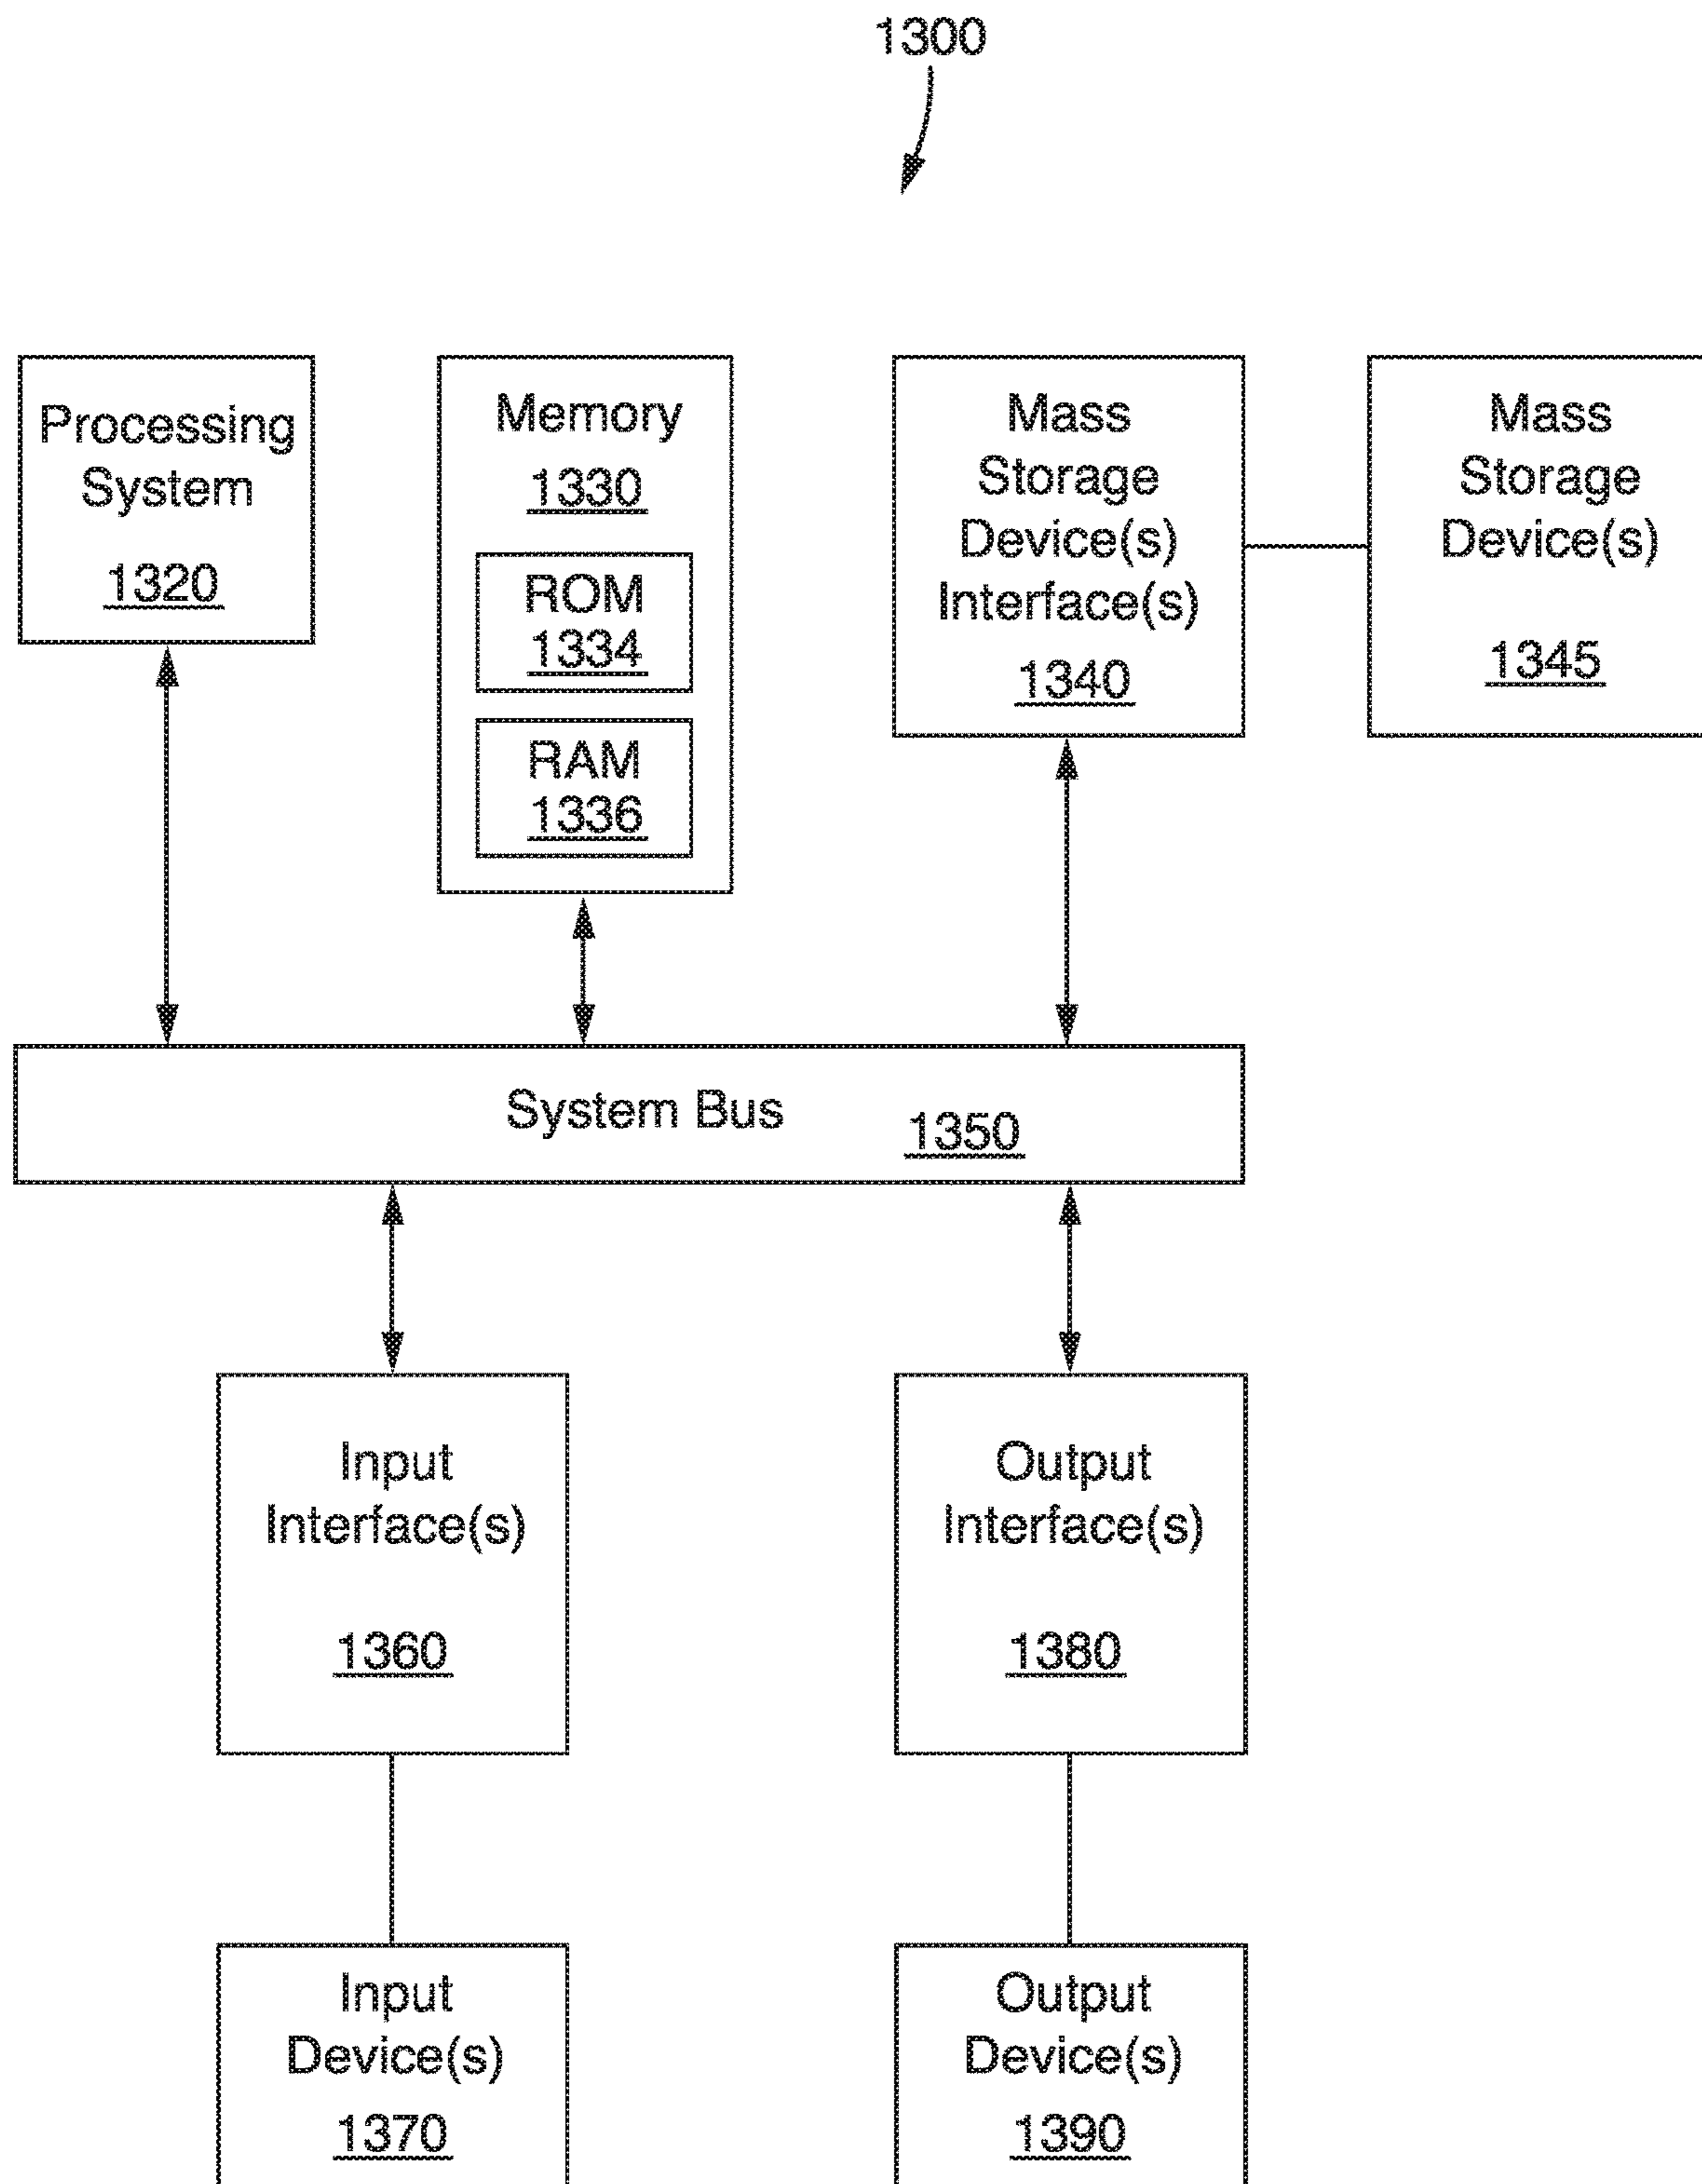 1300
Processing
System
1320
Memory
1330
ROM
1334
RAM
1336
Mass
Storage
Device(s)
Interface(s)
1340
Mass
Storage
Device(s)
1345
System Bus 1350
Input
Interface(s)
1360
Output
Interface(s)
1380
Input
Device(s)
1370
Output
Device(s)
1390